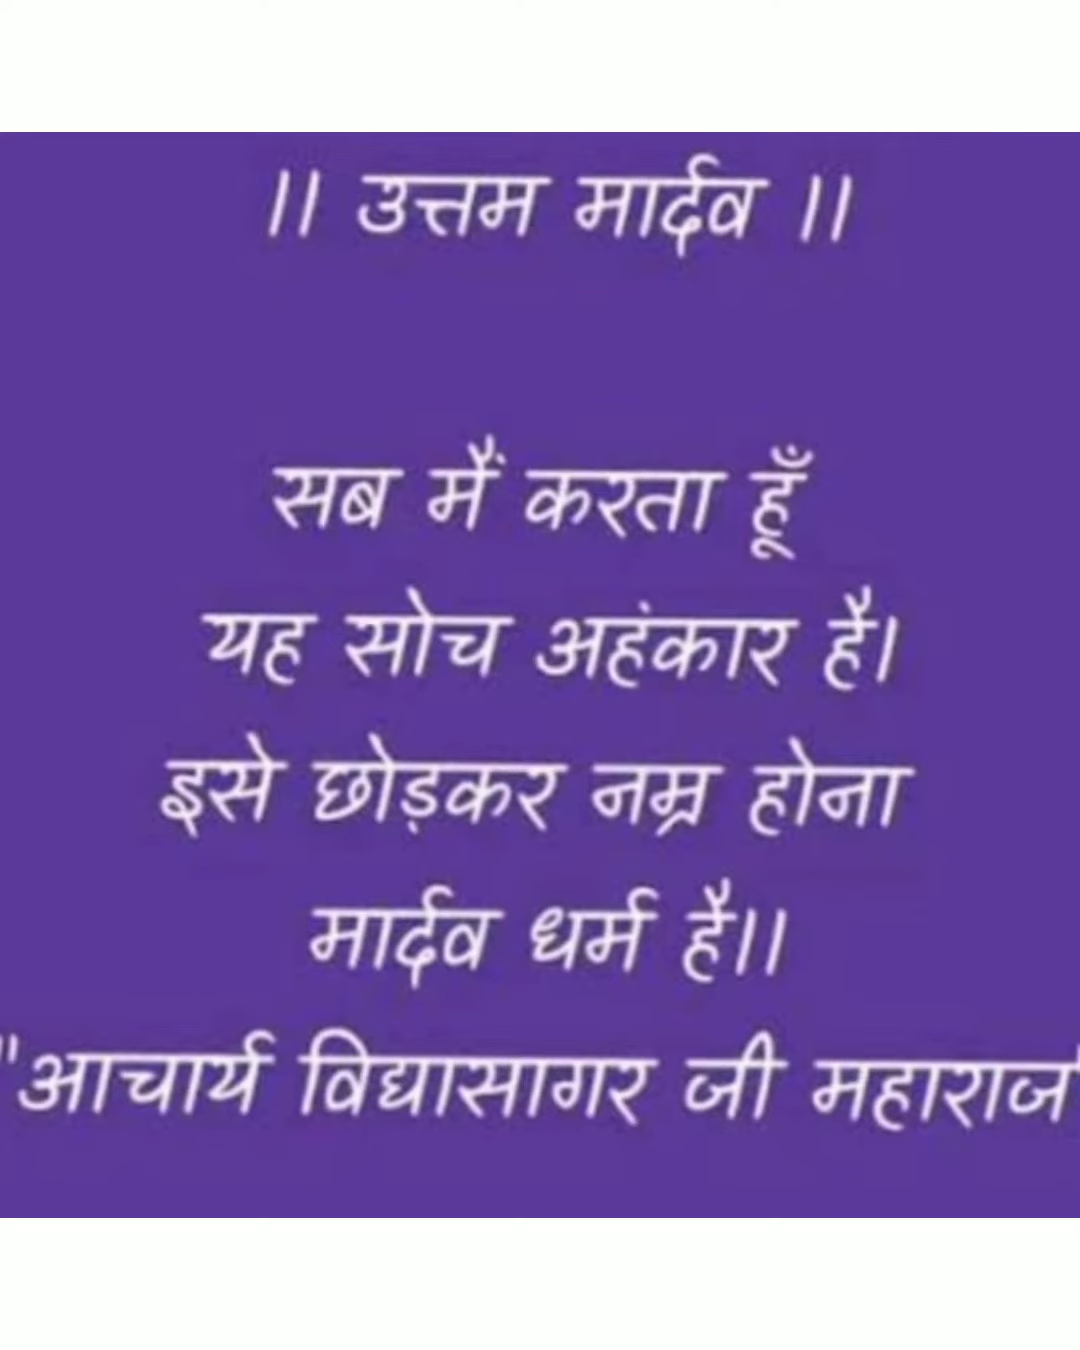 ॥ उत्तम मार्दव ॥
सब मैं करता हूँ
यह सोच अहंकार है।
इसे छोड़कर नम्र होना
मार्दव धर्म है॥
"आचार्य विद्यासागर जी महाराज"